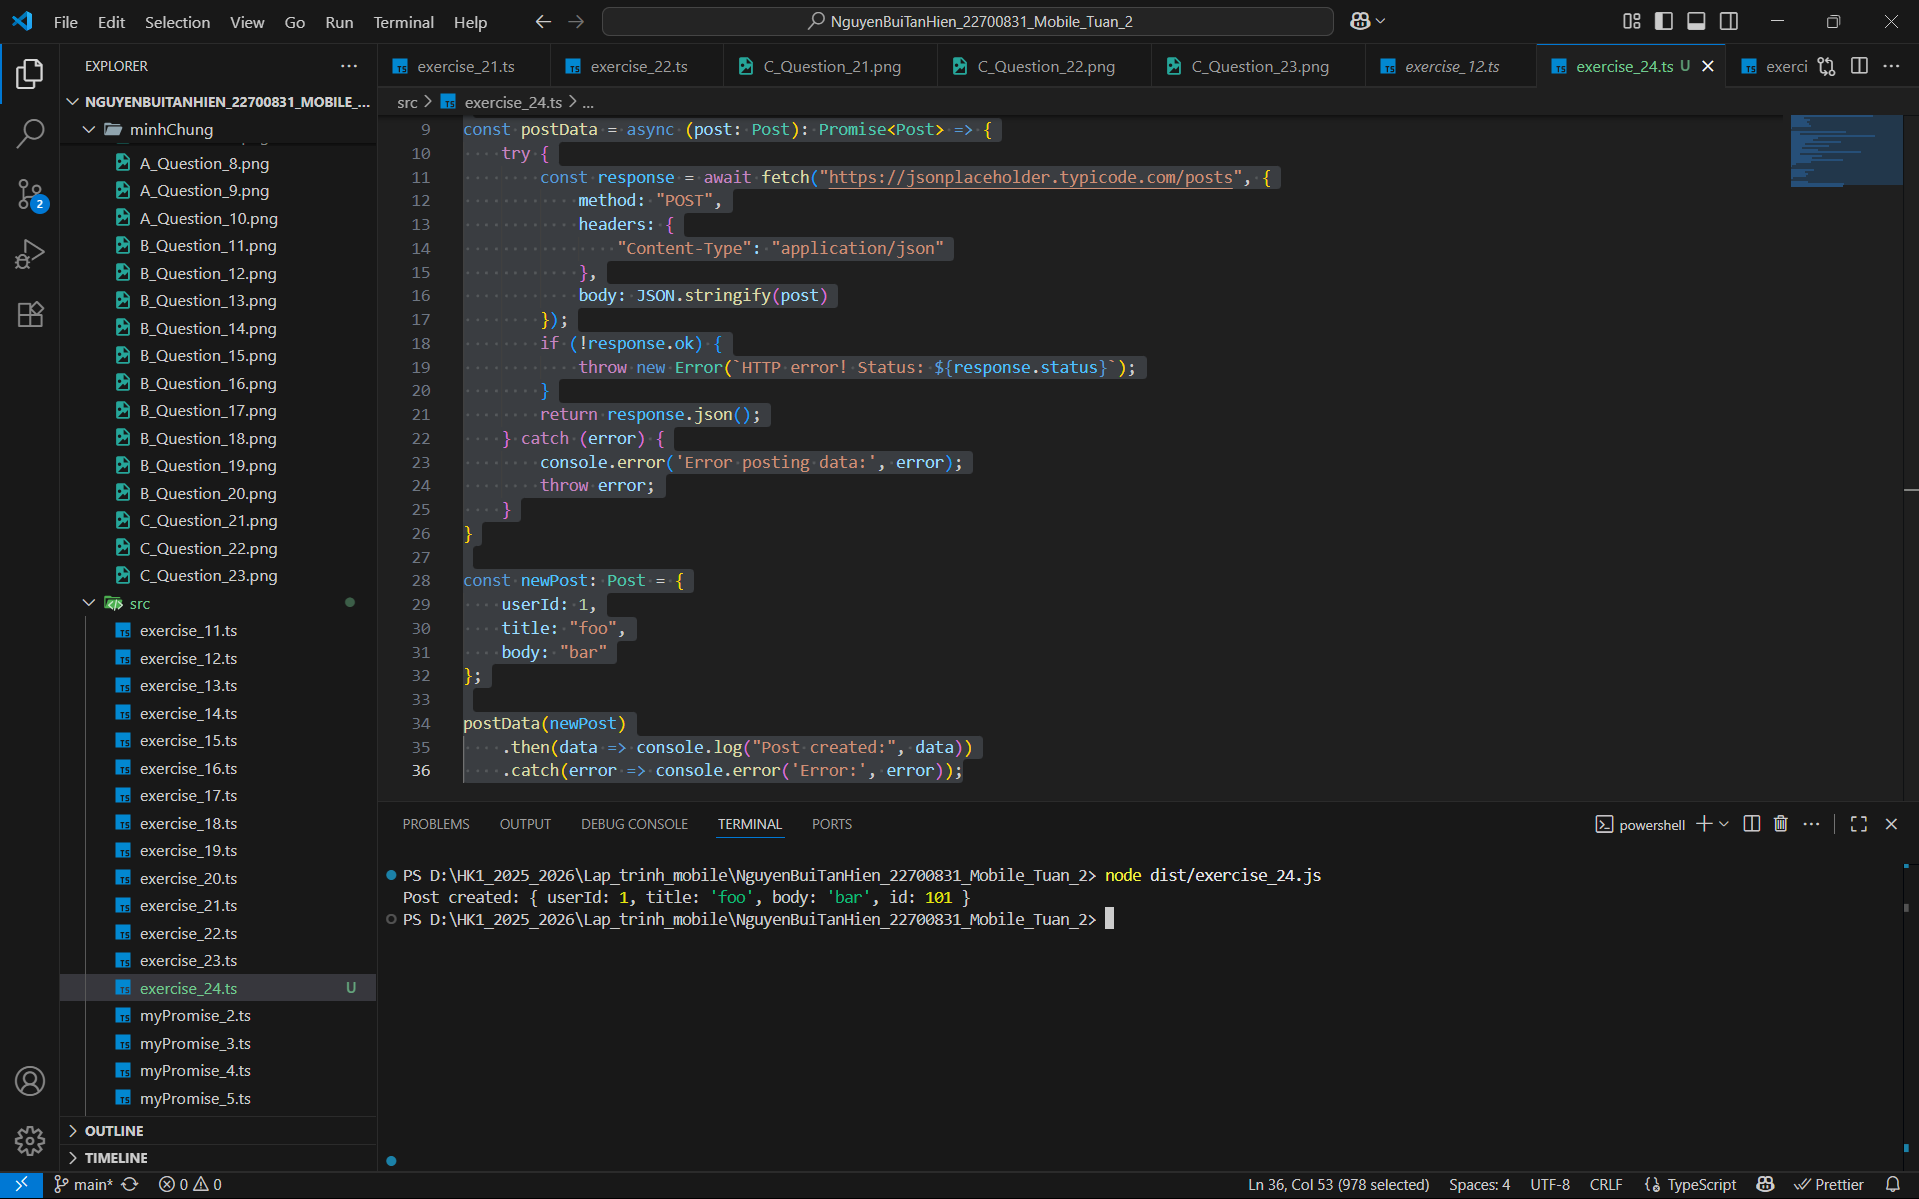 File Edit Selection View Go Run Terminal Help
NguyenBuiTanHien_22700831_Mobile_Tuan_2
EXPLORER
NGUYENBUITANHIEN_22700831_MOBILE_...
minhChung
A_Question_8.png
A_Question_9.png
A_Question_10.png
B_Question_11.png
B_Question_12.png
B_Question_13.png
B_Question_14.png
B_Question_15.png
B_Question_16.png
B_Question_17.png
B_Question_18.png
B_Question_19.png
B_Question_20.png
C_Question_21.png
C_Question_22.png
C_Question_23.png
src
exercise_11.ts
exercise_12.ts
exercise_13.ts
exercise_14.ts
exercise_15.ts
exercise_16.ts
exercise_17.ts
exercise_18.ts
exercise_19.ts
exercise_20.ts
exercise_21.ts
exercise_22.ts
exercise_23.ts
exercise_24.ts U
myPromise_2.ts
myPromise_3.ts
myPromise_4.ts
myPromise_5.ts
OUTLINE
TIMELINE
2
exercise_21.ts exercise_22.ts C_Question_21.png C_Question_22.png C_Question_23.png exercise_12.ts exercise_24.ts U exerci
src > exercise_24.ts > ...
9 const postData = async (post: Post): Promise<Post> => {
10 try {
11 const response = await fetch("https://jsonplaceholder.typicode.com/posts", {
12 method: "POST",
13 headers: {
14 "Content-Type": "application/json"
15 },
16 body: JSON.stringify(post)
17 });
18 if (!response.ok) {
19 throw new Error(`HTTP error! Status: ${response.status}`);
20 }
21 return response.json();
22 } catch (error) {
23 console.error('Error posting data:', error);
24 throw error;
25 }
26 }
27
28 const newPost: Post = {
29 userId: 1,
30 title: "foo",
31 body: "bar"
32 };
33
34 postData(newPost)
35 .then(data => console.log("Post created:", data))
36 .catch(error => console.error('Error:', error));
PROBLEMS OUTPUT DEBUG CONSOLE TERMINAL PORTS
powershell
PS D:\HK1_2025_2026\Lap_trinh_mobile\NguyenBuiTanHien_22700831_Mobile_Tuan_2> node dist/exercise_24.js
Post created: { userId: 1, title: 'foo', body: 'bar', id: 101 }
PS D:\HK1_2025_2026\Lap_trinh_mobile\NguyenBuiTanHien_22700831_Mobile_Tuan_2>
main* 0 0 Ln 36, Col 53 (978 selected) Spaces: 4 UTF-8 CRLF TypeScript Prettier